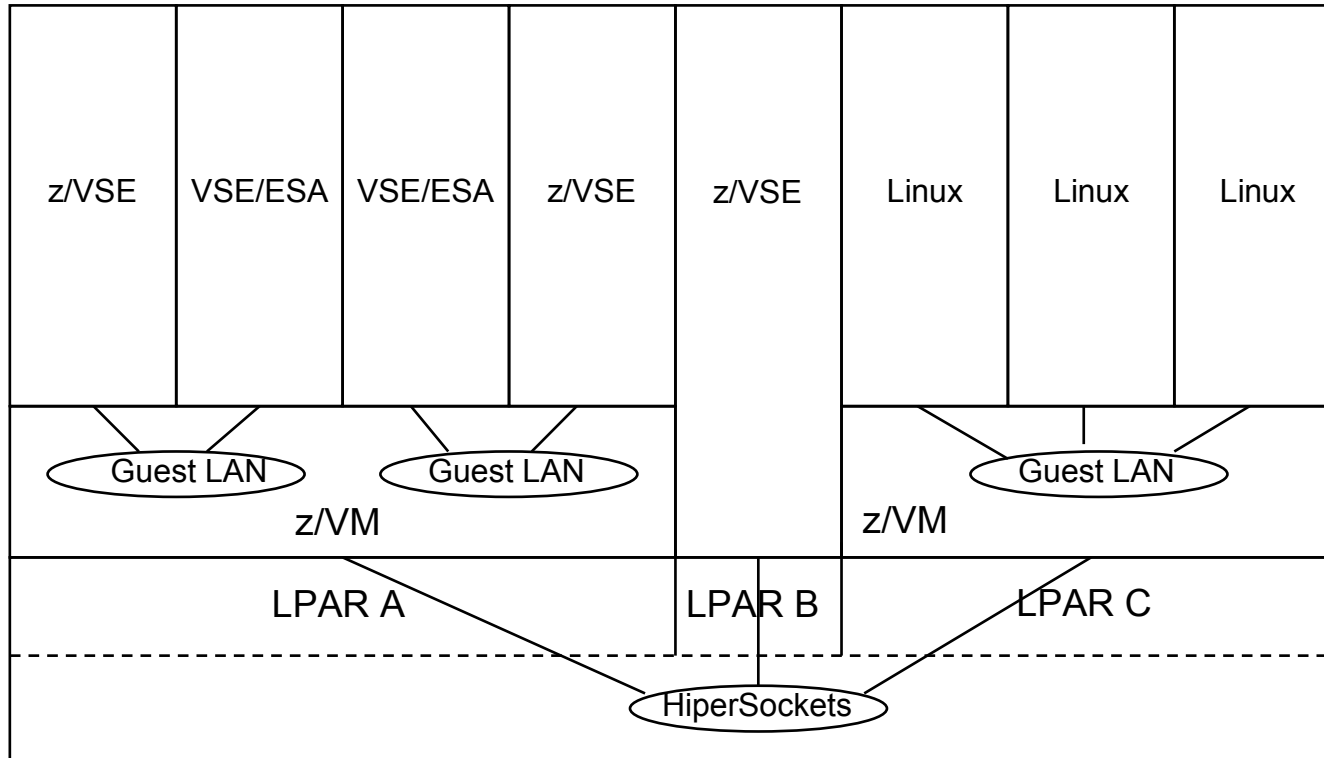 z/VSE
VSE/ESA
VSE/ESA
z/VSE
z/VSE
Linux
Linux
Linux
Guest LAN
Guest LAN
Guest LAN
z/VM
z/VM
LPAR A
LPAR B
LPAR C
HiperSockets